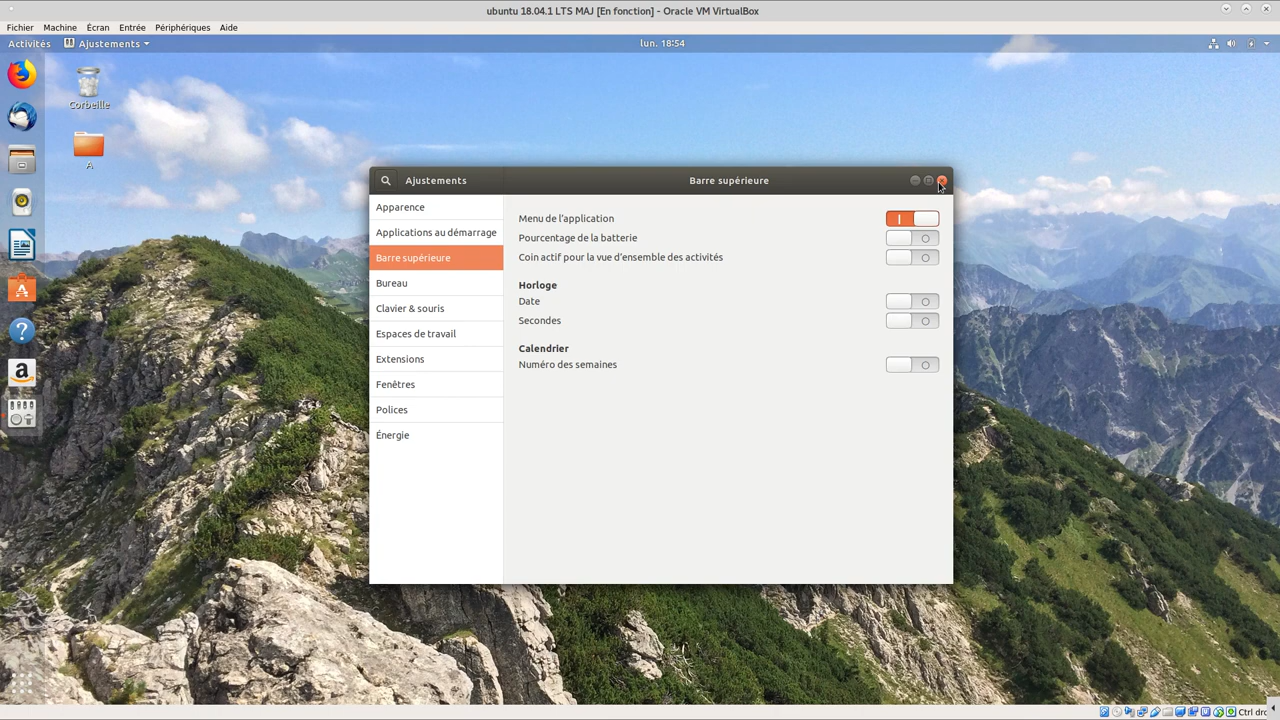 ubuntu 18.04.1 LTS MAJ [En fonction] - Oracle VM VirtualBox
Fichier Machine Écran Entrée Périphériques Aide
Activités Ajustements lun. 18:54
Corbeille
A
Ajustements Barre supérieure
Apparence
Applications au démarrage
Barre supérieure
Bureau
Clavier & souris
Espaces de travail
Extensions
Fenêtres
Polices
Énergie
Menu de l'application
Pourcentage de la batterie
Coin actif pour la vue d'ensemble des activités
Horloge
Date
Secondes
Calendrier
Numéro des semaines
Ctrl dro